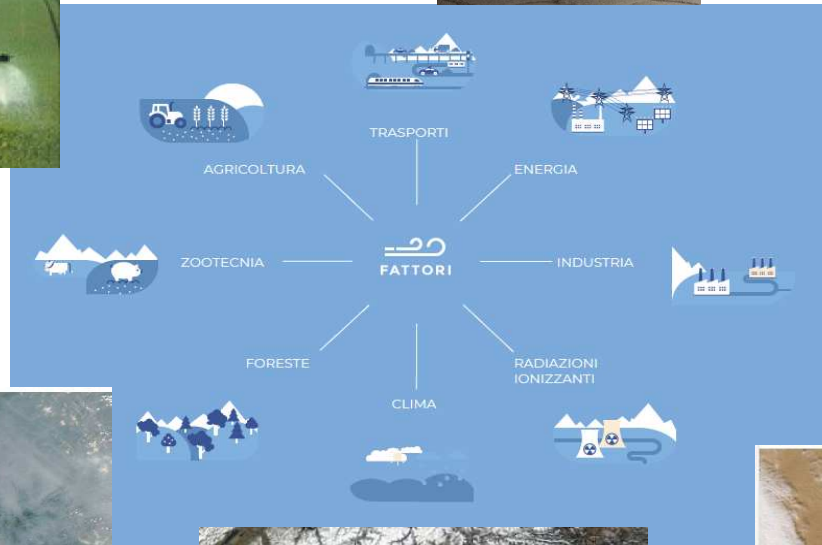 TRASPORTI
AGRICOLTURA
ENERGIA
ZOOTECNIA
FATTORI
INDUSTRIA
FORESTE
RADIAZIONI
IONIZZANTI
CLIMA